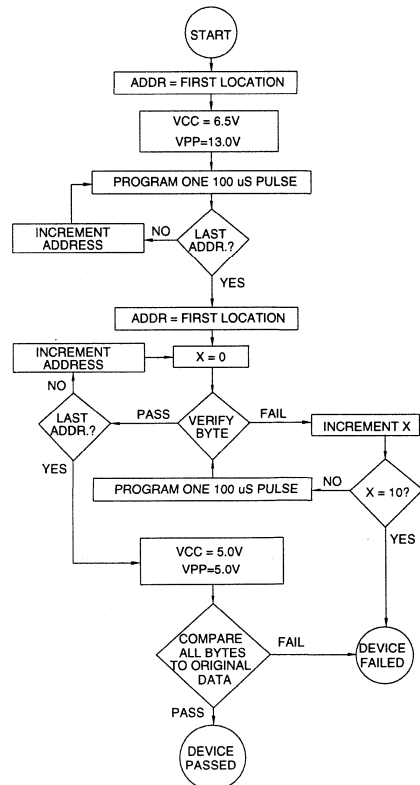 START
ADDR = FIRST LOCATION
VCC = 6.5V
VPP=13.0V
PROGRAM ONE 100 uS PULSE
INCREMENT
ADDRESS
NO
LAST
ADDR.?
YES
ADDR = FIRST LOCATION
INCREMENT
ADDRESS
X = 0
NO
LAST
ADDR.?
PASS
VERIFY
BYTE
FAIL
INCREMENT X
YES
PROGRAM ONE 100 uS PULSE
NO
X = 10?
YES
VCC = 5.0V
VPP=5.0V
COMPARE
ALL BYTES
TO ORIGINAL
DATA
FAIL
DEVICE
FAILED
PASS
DEVICE
PASSED